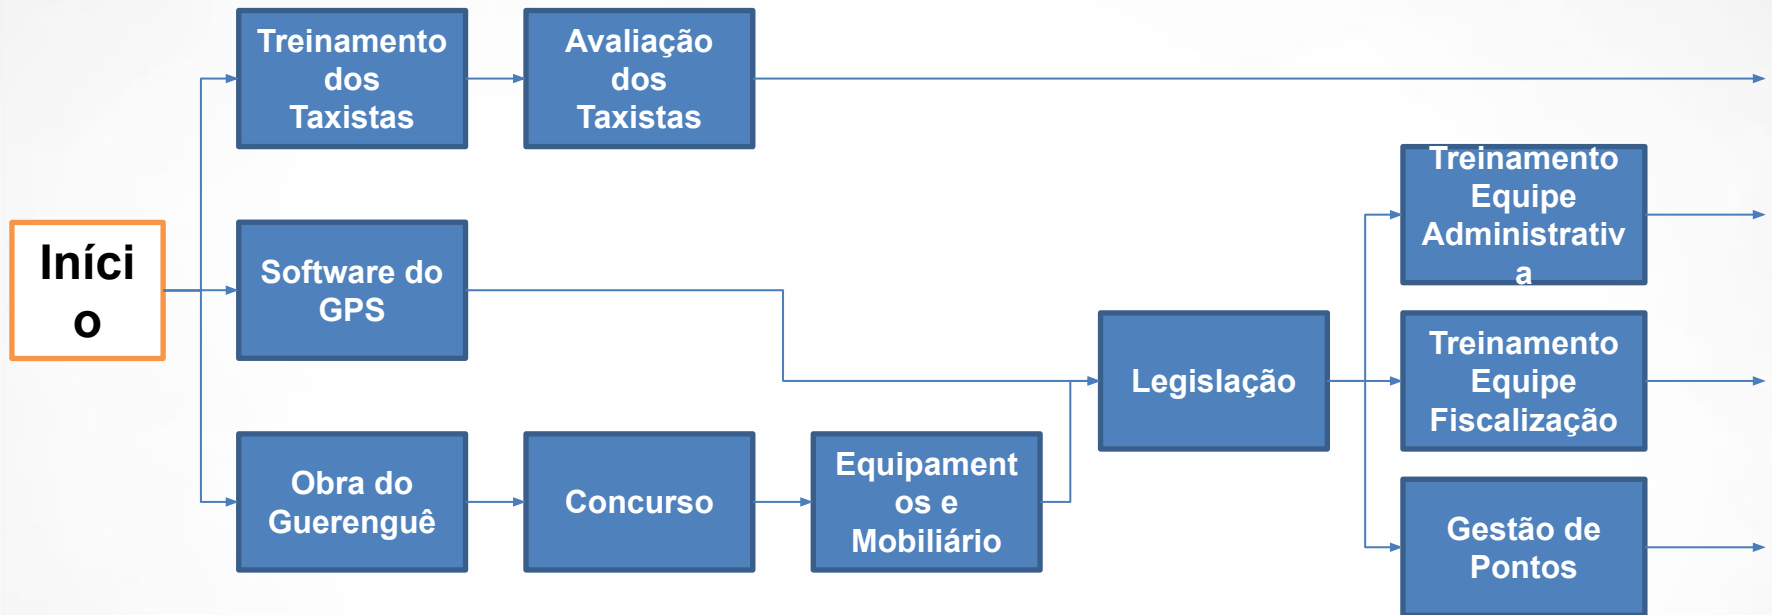 Treinamento
dos
Taxistas
Avaliação
dos
Taxistas
Iníci
o
Software do
GPS
Obra do
Guerenguê
Concurso
Equipament
os e
Mobiliário
Legislação
Treinamento
Equipe
Administrativ
a
Treinamento
Equipe
Fiscalização
Gestão de
Pontos